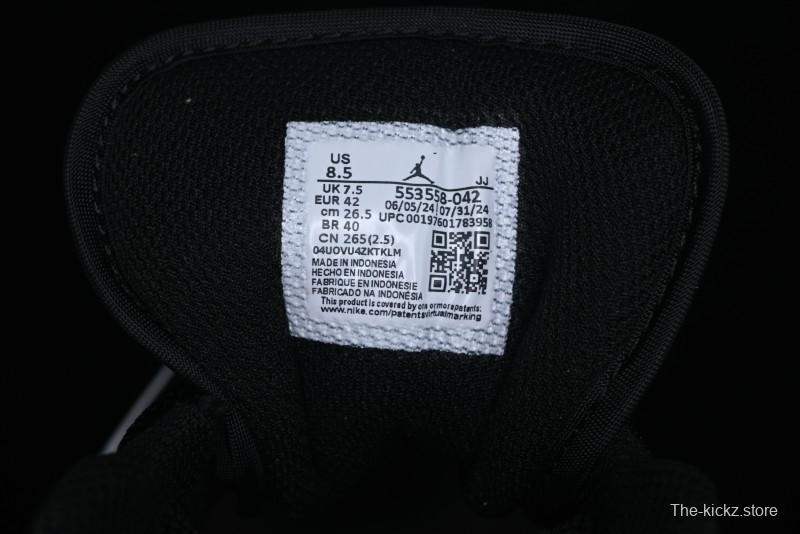 US
8.5
JJ
UK 7.5
EUR 42
cm 26.5
BR 40
CN 265(2.5)
553558-042
06/05/24 07/31/24
UPC 00197601783958
04UOVU4ZKTKLM
MADE IN INDONESIA
HECHO EN INDONESIA
FABRIQUE EN INDONESIE
FABRICADO NA INDONÉSIA
This product is covered by one or more patents:
www.nike.com/patentsvirtualmarking
The-kickz.store